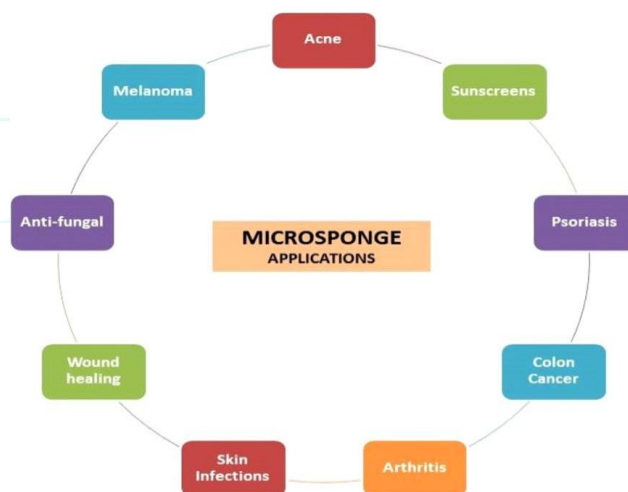 Acne
Sunscreens
Psoriasis
Colon
Cancer
Arthritis
Skin
Infections
Wound
healing
Anti-fungal
Melanoma
MICROSPONGE
APPLICATIONS